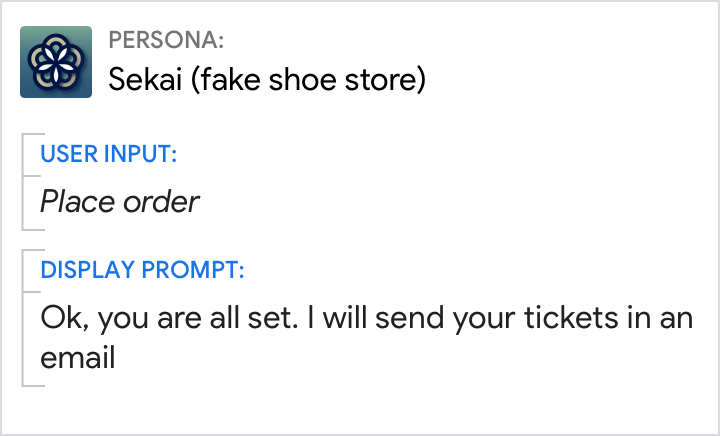 PERSONA:
Sekai (fake shoe store)
USER INPUT:
Place order
DISPLAY PROMPT:
Ok, you are all set. I will send your tickets in an
email